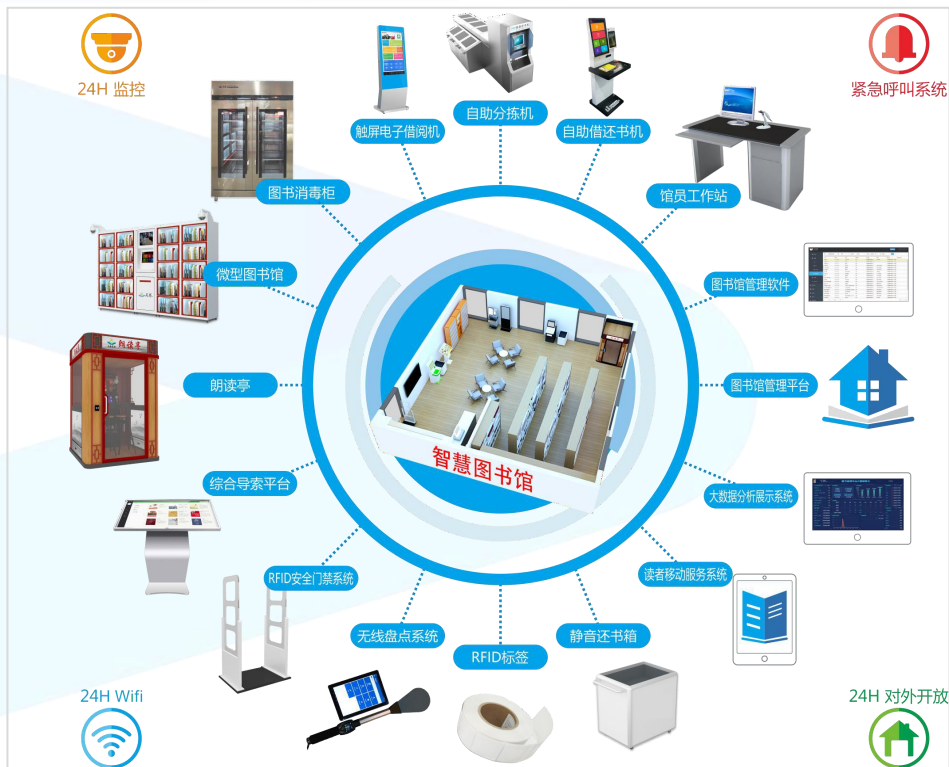 24H 监控
紧急呼叫系统
触屏电子借阅机
自助分拣机
自助借还书机
图书消毒柜
馆员工作站
微型图书馆
图书馆管理软件
朗读亭
朗读亭
图书馆管理平台
智慧图书馆
综合导索平台
大数据分析展示系统
RFID安全门禁系统
读者移动服务系统
无线盘点系统
RFID标签
静音还书箱
24H Wifi
24H 对外开放